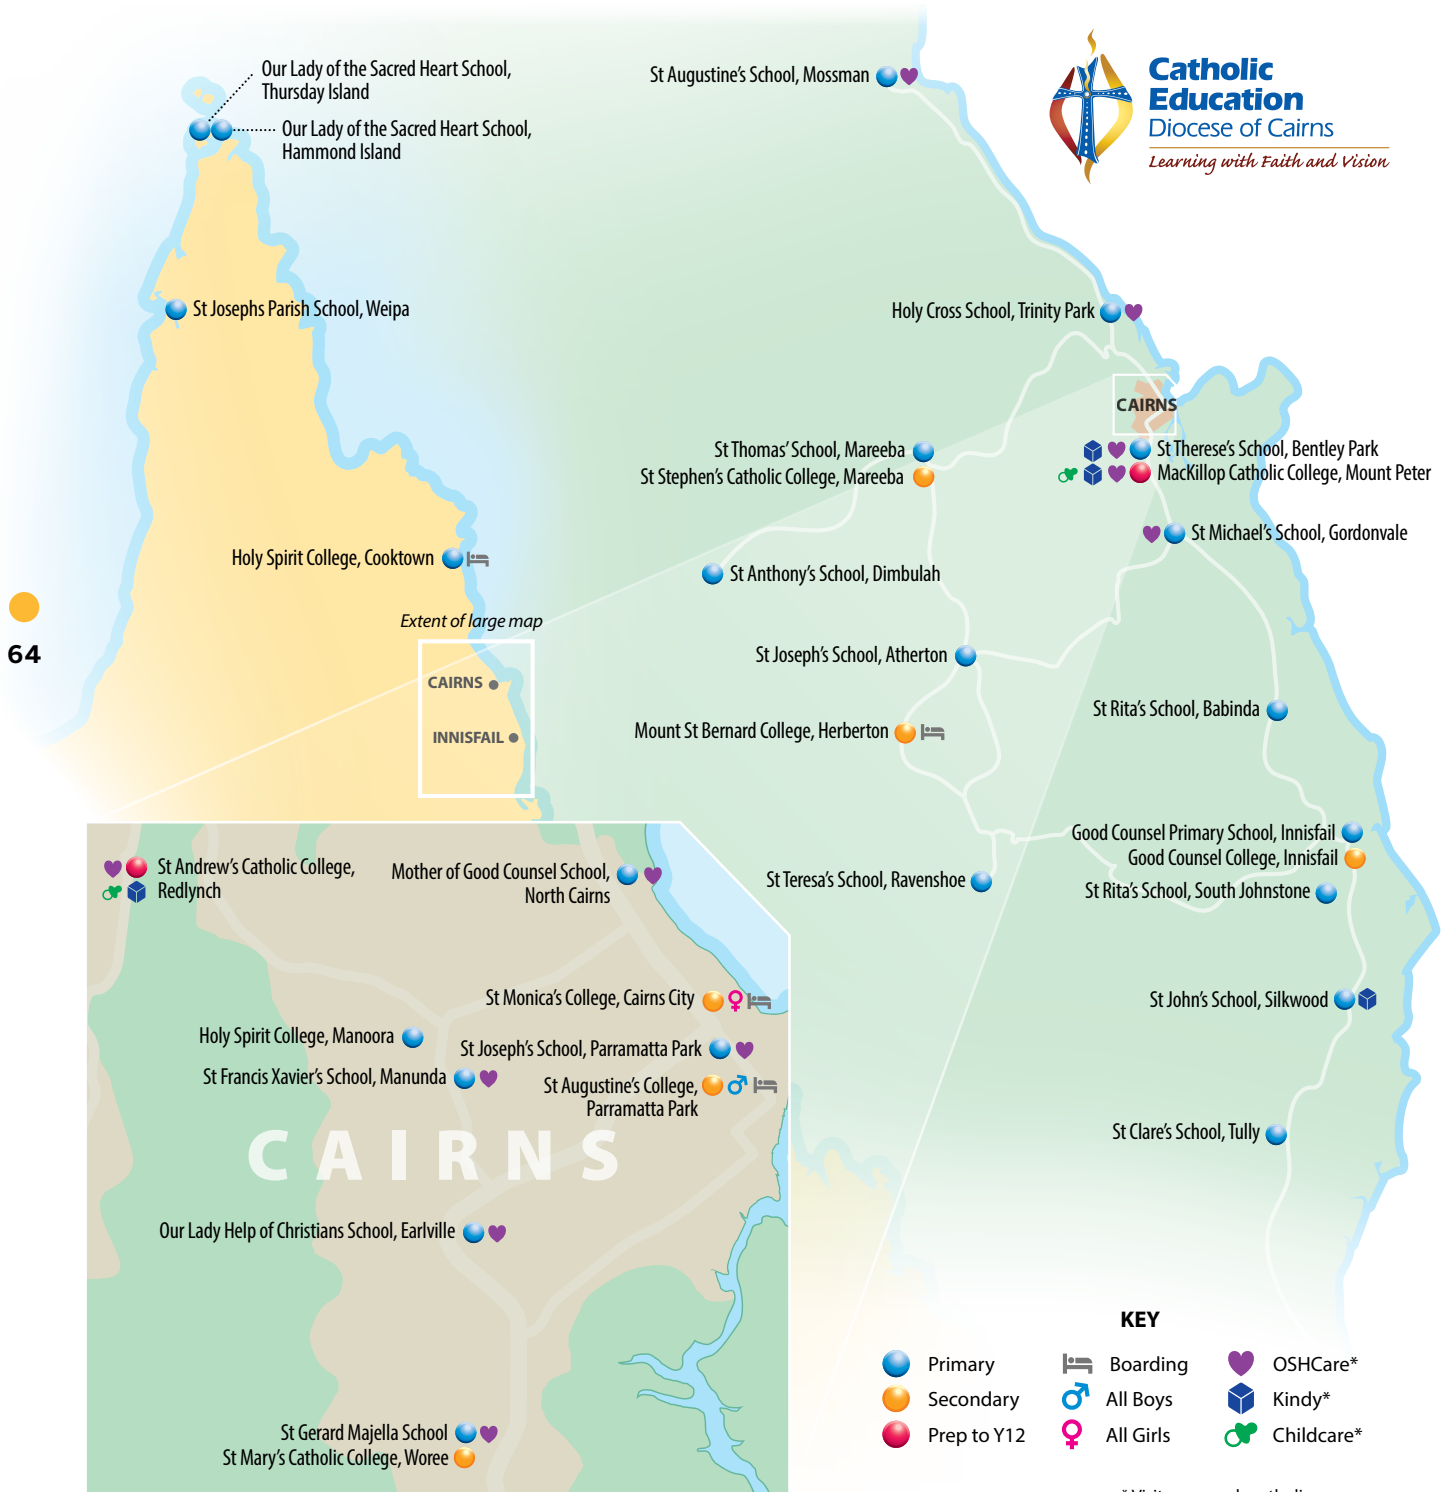 Our Lady of the Sacred Heart School,
Thursday Island
Our Lady of the Sacred Heart School,
Hammond Island
St Augustine's School, Mossman
Catholic
Education
Diocese of Cairns
Learning with Faith and Vision
St Josephs Parish School, Weipa
Holy Cross School, Trinity Park
CAIRNS
St Thomas' School, Mareeba
St Stephen's Catholic College, Mareeba
St Therese's School, Bentley Park
MacKillop Catholic College, Mount Peter
St Michael's School, Gordonvale
Holy Spirit College, Cooktown
St Anthony's School, Dimbulah
Extent of large map
64
CAIRNS
INNISFAIL
St Joseph's School, Atherton
Mount St Bernard College, Herberton
St Rita's School, Babinda
Good Counsel Primary School, Innisfail
Good Counsel College, Innisfail
St Teresa's School, Ravenshoe
St Rita's School, South Johnstone
St John's School, Silkwood
St Clare's School, Tully
St Andrew's Catholic College,
Redlynch
Mother of Good Counsel School,
North Cairns
St Monica's College, Cairns City
Holy Spirit College, Manoora
St Joseph's School, Parramatta Park
St Francis Xavier's School, Manunda
St Augustine's College,
Parramatta Park
CAIRNS
Our Lady Help of Christians School, Earlville
St Gerard Majella School
St Mary's Catholic College, Woree
KEY
Primary
Boarding
OSHCare*
Secondary
All Boys
Kindy*
Prep to Y12
All Girls
Childcare*